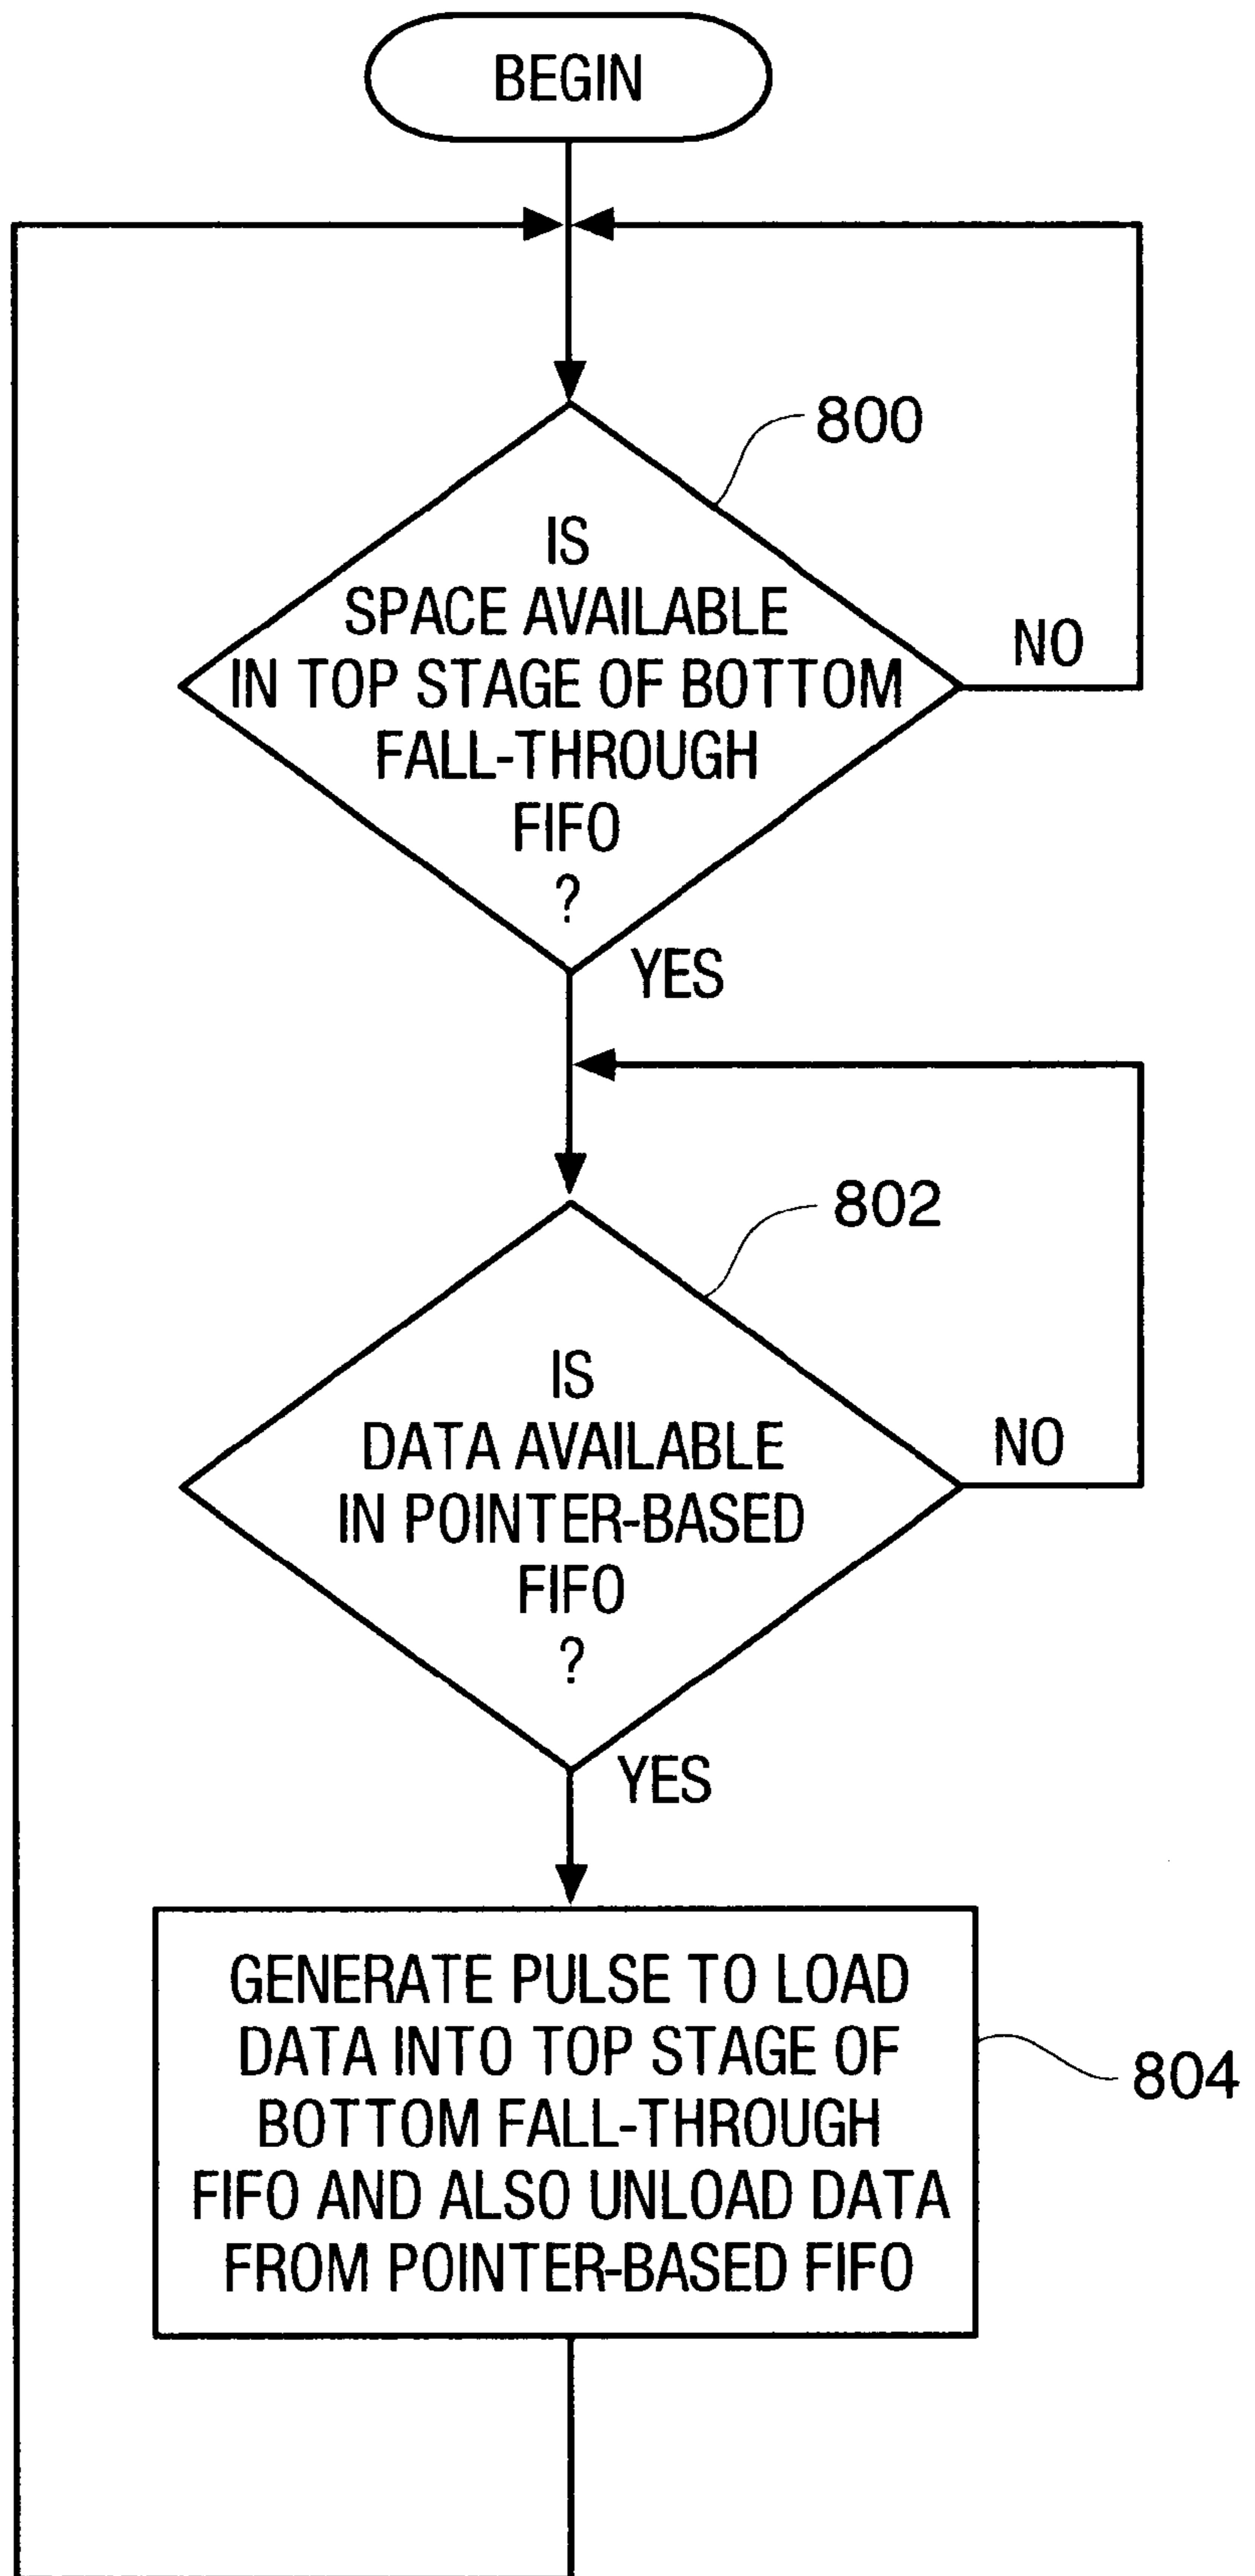 BEGIN
800
IS
SPACE AVAILABLE
IN TOP STAGE OF BOTTOM
FALL-THROUGH
FIFO
?
NO
YES
802
IS
DATA AVAILABLE
IN POINTER-BASED
FIFO
?
NO
YES
GENERATE PULSE TO LOAD
DATA INTO TOP STAGE OF
BOTTOM FALL-THROUGH
FIFO AND ALSO UNLOAD DATA
FROM POINTER-BASED FIFO
804